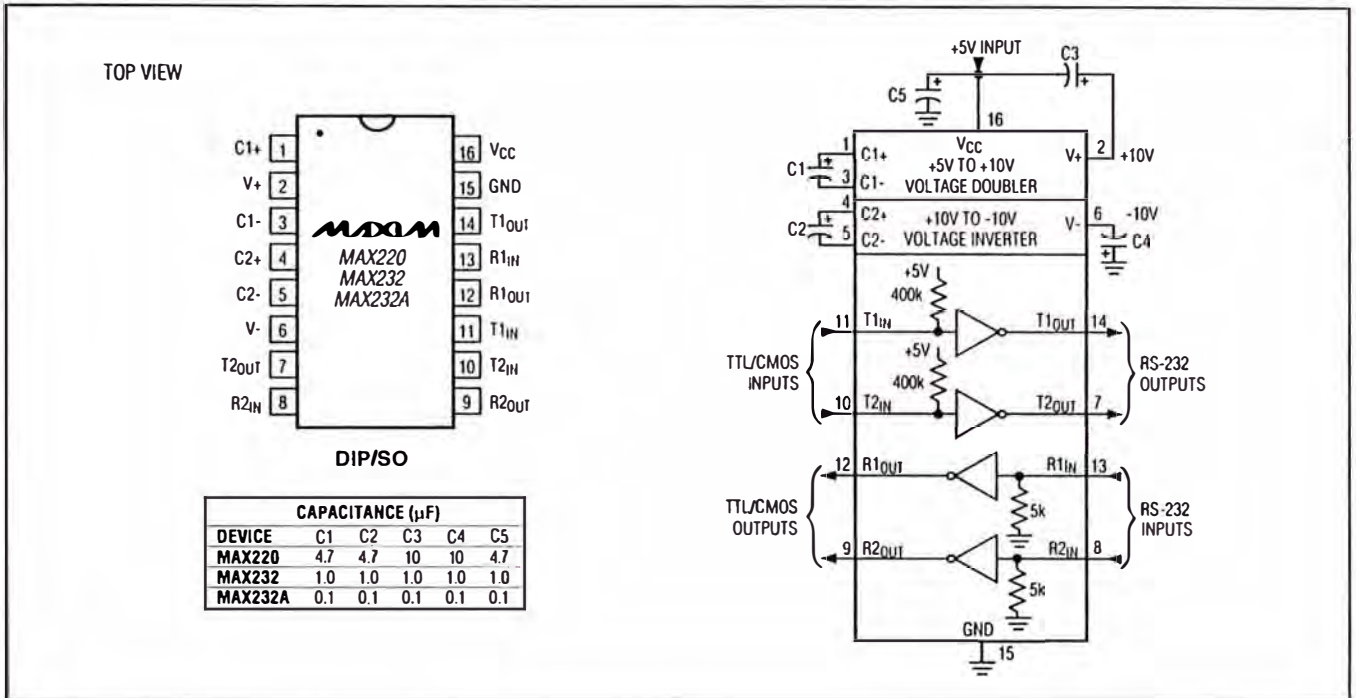 TOP VIEW
C1+ 1
V+ 2
C1- 3
C2+ 4
C2- 5
V- 6
T2OUT 7
R2IN 8
MAXIM
MAX220
MAX232
MAX232A
16 VCC
15 GND
14 T1OUT
13 R1IN
12 R1OUT
11 T1IN
10 T2IN
9 R2OUT
DIP/SO
CAPACITANCE (µF)
DEVICE C1 C2 C3 C4 C5
MAX220 4.7 4.7 10 10 4.7
MAX232 1.0 1.0 1.0 1.0 1.0
MAX232A 0.1 0.1 0.1 0.1 0.1
+5V INPUT
C3
+
C5
+
16
VCC
1 C1+
C1
+
3 C1-
+5V TO +10V
VOLTAGE DOUBLER
V+ 2 +10V
4 C2+
C2
+
5 C2-
+10V TO -10V
VOLTAGE INVERTER
V- 6 -10V
C4
+
+5V
400k
11 T1IN
T1OUT 14
TTL/CMOS
INPUTS
+5V
400k
RS-232
OUTPUTS
10 T2IN
T2OUT 7
12 R1OUT
R1IN 13
5k
TTL/CMOS
OUTPUTS
RS-232
INPUTS
9 R2OUT
R2IN 8
5k
GND
15